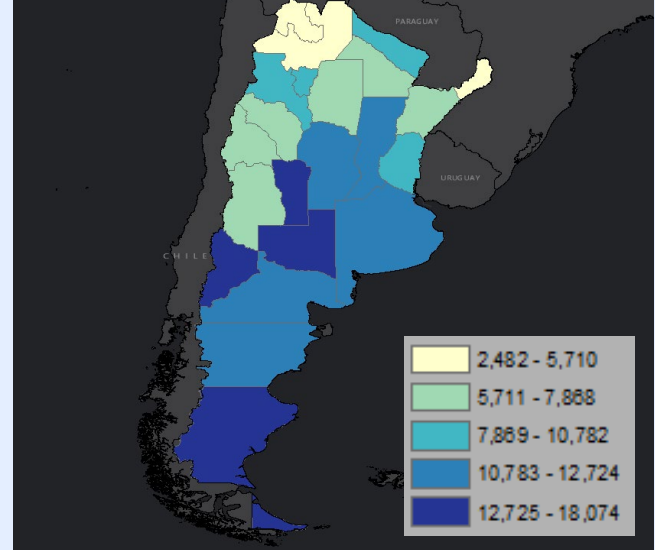 PARAGUAY
URUGUAY
CHILE
2,482 - 5,710
5,711 - 7,868
7,869 - 10,782
10,783 - 12,724
12,725 - 18,074